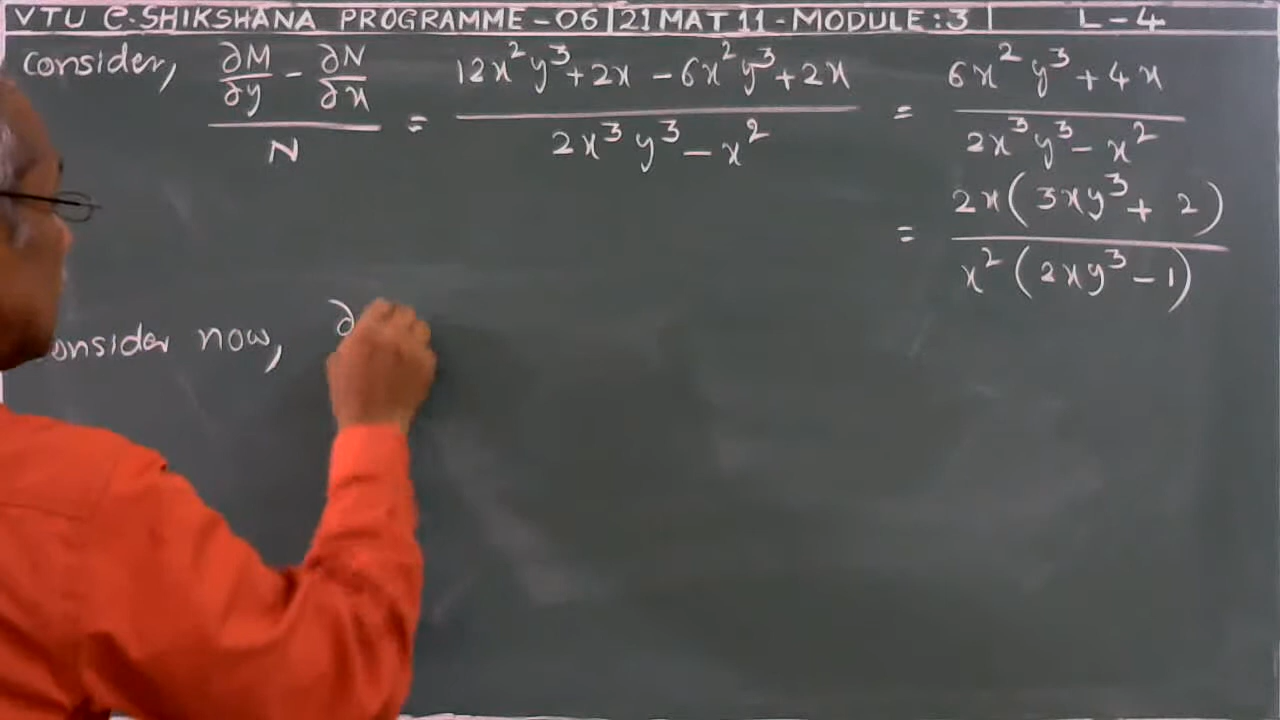 VTU e-SHIKSHANA PROGRAMME - 06 | 21MAT11 - MODULE : 3 | L - 4
consider, (∂M/∂y - ∂N/∂x)/N = (12x²y³ + 2x - 6x²y³ + 2x)/(2x³y³ - x²) = (6x²y³ + 4x)/(2x³y³ - x²)
= 2x(3xy³ + 2)/x²(2xy³ - 1)
onsider now, ∂